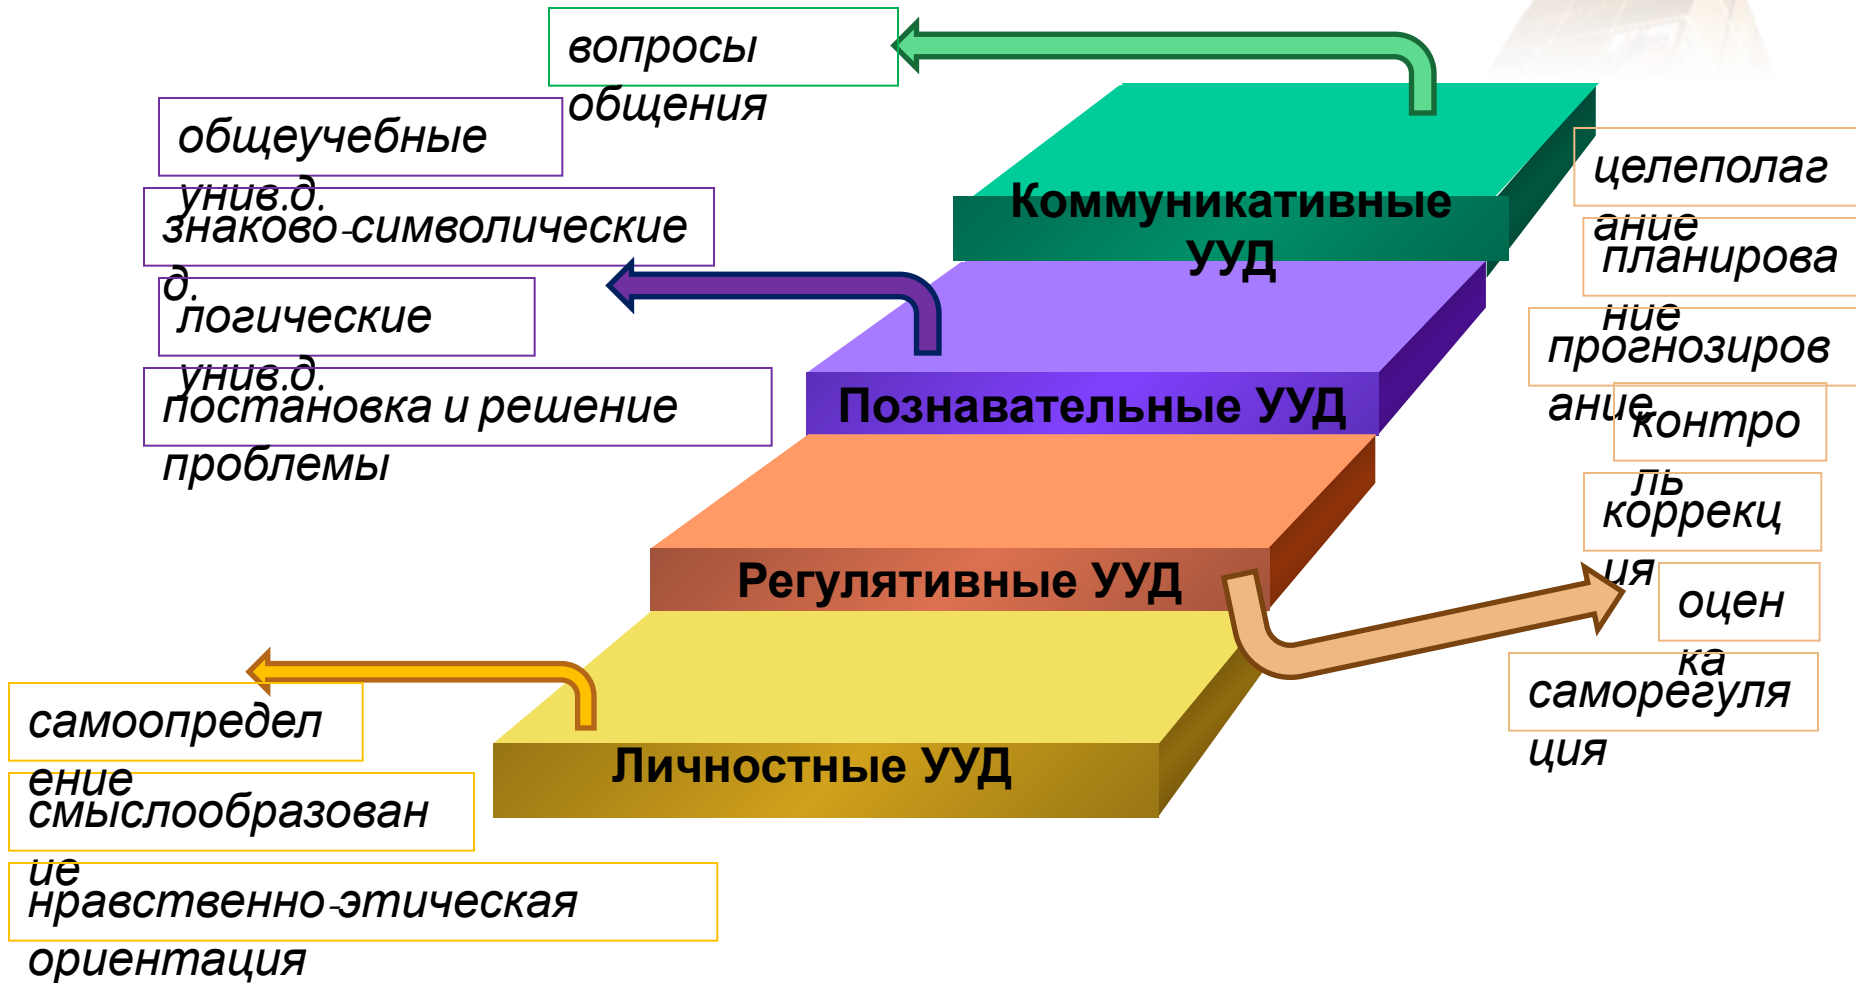 вопросы
общения
общеучебные
унив.д.
знаково-символические
д.
логические
унив.д.
постановка и решение
проблемы
Коммуникативные
УУД
Познавательные УУД
Регулятивные УУД
Личностные УУД
целеполаг
ание
планирова
ние
прогнозиров
ание
контро
ль
коррекц
ия
оцен
ка
саморегуля
ция
самоопредел
ение
смыслообразован
ие
нравственно-этическая
ориентация